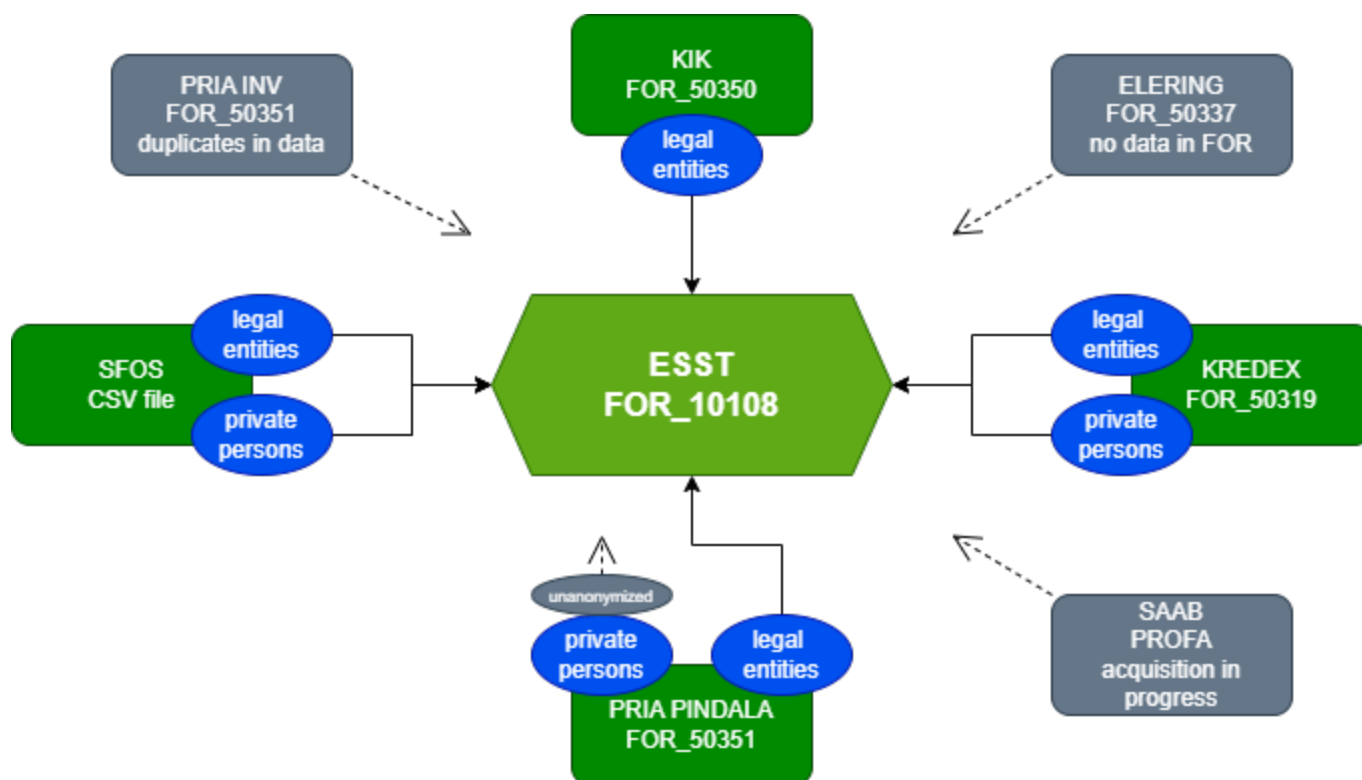 PRIA INV
FOR_50351
duplicates in data
KIK
FOR_50350
legal
entities
ELERING
FOR_50337
no data in FOR
SFOS
CSV file
legal
entities
private
persons
ESST
FOR_10108
legal
entities
private
persons
KREDEX
FOR_50319
unanonymized
private
persons
legal
entities
PRIA PINDALA
FOR_50351
SAAB
PROFA
acquisition in
progress